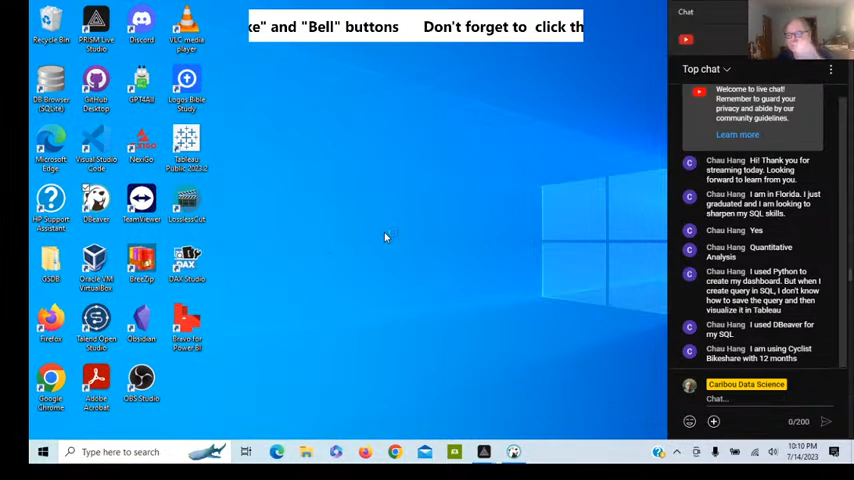 ke" and "Bell" buttons Don't forget to click th
Recycle Bin
PRISM Live
Studio
Discord
VLC media
player
DB Browser
(SQLite)
GitHub
Desktop
GPT4All
Logos Bible
Study
Microsoft
Edge
Visual Studio
Code
NexiGo
Tableau
Public 2023.2
HP Support
Assistant
DBeaver
TeamViewer
LosslessCut
GSDB
Oracle VM
VirtualBox
BreeZip
DAX Studio
Firefox
Talend Open
Studio
Obsidian
Bravo for
Power BI
Google
Chrome
Adobe
Acrobat
OBS Studio
Type here to search
Chat
Top chat
Welcome to live chat!
Remember to guard your
privacy and abide by our
community guidelines.
Learn more
Chau Hang Hi! Thank you for
streaming today. Looking
forward to learn from you.
Chau Hang I am in Florida. I just
graduated and I am looking to
sharpen my SQL skills.
Chau Hang Yes
Chau Hang Quantitative
Analysis
Chau Hang I used Python to
create my dashboard. But when I
create query in SQL, I don't know
how to save the query and then
visualize it in Tableau
Chau Hang I used DBeaver for
my SQL
Chau Hang I am using Cyclist
Bikeshare with 12 months
Caribou Data Science
Chat...
0/200
10:10 PM
7/14/2023